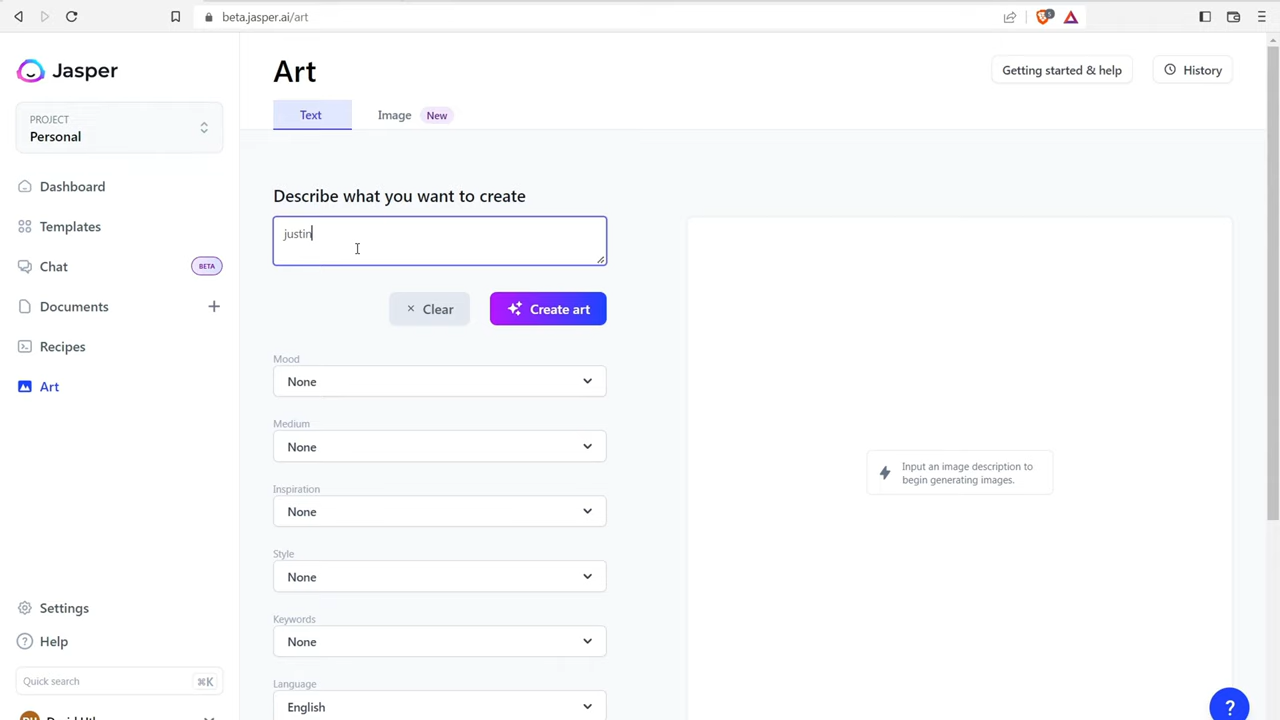 beta.jasper.ai/art
5
Jasper
PROJECT
Personal
Dashboard
Templates
Chat
BETA
Documents
Recipes
Art
Settings
Help
Quick search
⌘K
Art
Getting started & help
History
Text
Image
New
Describe what you want to create
justin
× Clear
Create art
Mood
None
Medium
None
Inspiration
None
Style
None
Keywords
None
Language
English
Input an image description to
begin generating images.
?